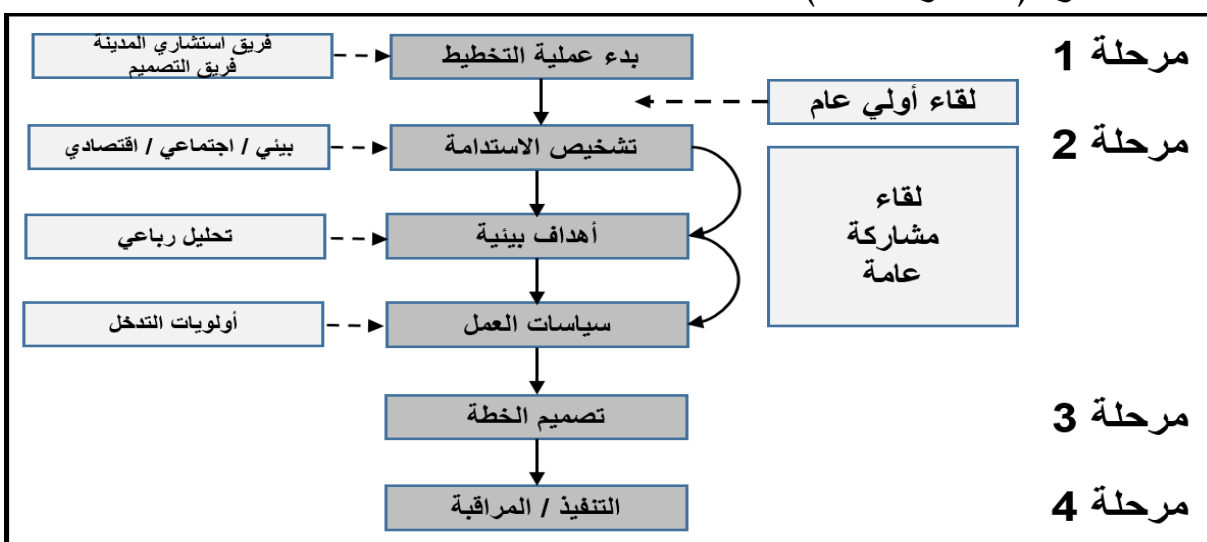 مرحلة 1
بدء عملية التخطيط
فريق استشاري المدينة
فريق التصميم
لقاء أولي عام
مرحلة 2
تشخيص الاستدامة
بيئي / اجتماعي / اقتصادي
لقاء
مشاركة
عامة
أهداف بيئية
تحليل رباعي
سياسات العمل
أولويات التدخل
مرحلة 3
تصميم الخطة
مرحلة 4
التنفيذ / المراقبة